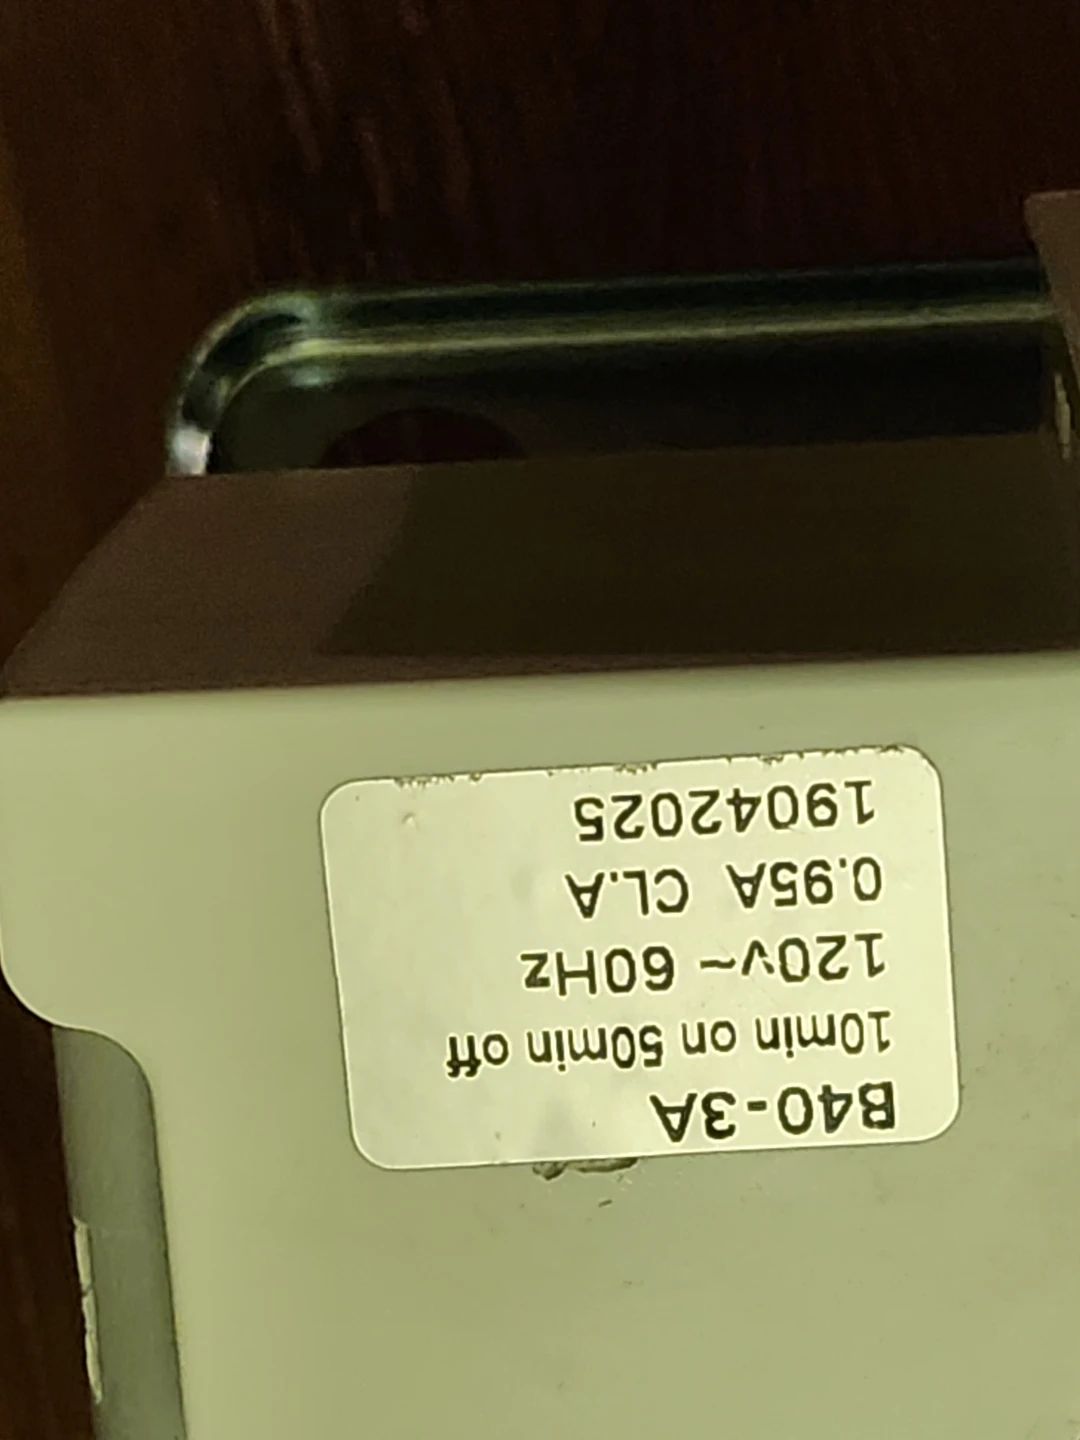 B40-3A
10min on 50min off
120v~ 60Hz
0.95A CL.A
19042025